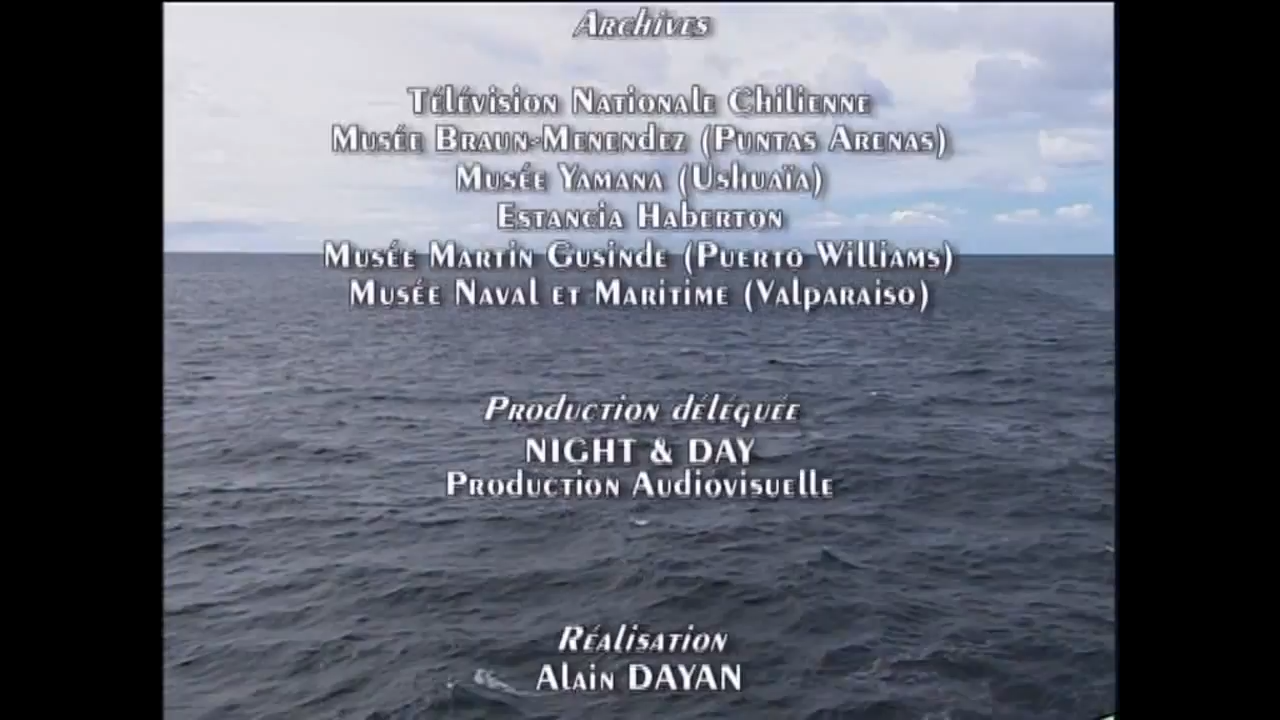 Archives
Télévision Nationale Chilienne
Musée Braun-Menendez (Puntas Arenas)
Musée Yamana (Ushuaïa)
Estancia Haberton
Musée Martin Gusinde (Puerto Williams)
Musée Naval et Maritime (Valparaiso)
Production déléguée
NIGHT & DAY
Production Audiovisuelle
Réalisation
Alain DAYAN